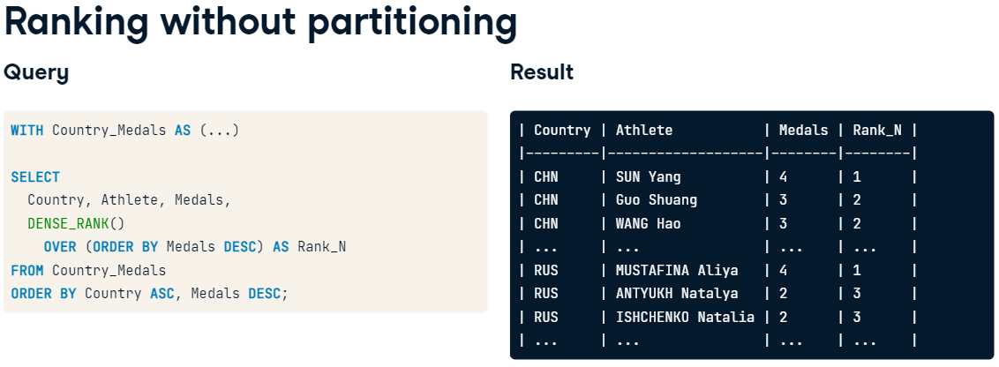 Ranking without partitioning
Query
WITH Country_Medals AS (...)
SELECT
  Country, Athlete, Medals,
  DENSE_RANK()
    OVER (ORDER BY Medals DESC) AS Rank_N
FROM Country_Medals
ORDER BY Country ASC, Medals DESC;
Result
| Country | Athlete           | Medals | Rank_N |
|---------|-------------------|--------|--------|
| CHN     | SUN Yang          | 4      | 1      |
| CHN     | Guo Shuang        | 3      | 2      |
| CHN     | WANG Hao          | 3      | 2      |
| ...     | ...               | ...    | ...    |
| RUS     | MUSTAFINA Aliya   | 4      | 1      |
| RUS     | ANTYUKH Natalya   | 2      | 3      |
| RUS     | ISHCHENKO Natalia | 2      | 3      |
| ...     | ...               | ...    | ...    |